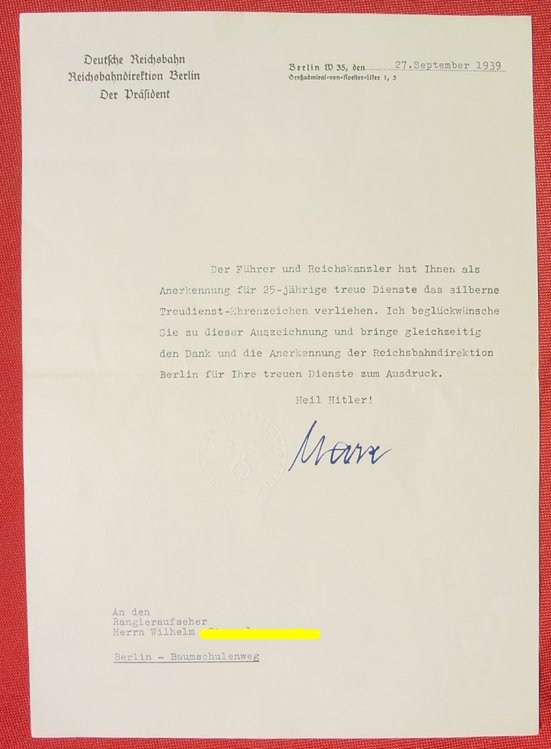 Deutsche Reichsbahn
Reichsbahndirektion Berlin
Der Präsident
Berlin W 35, den 27.September 1939
Großadmiral-von-Koester-Ufer 1, 3
Der Führer und Reichskanzler hat Ihnen als
Anerkennung für 25-jährige treue Dienste das silberne
Treudienst-Ehrenzeichen verliehen. Ich beglückwünsche
Sie zu dieser Auszeichnung und bringe gleichzeitig
den Dank und die Anerkennung der Reichsbahndirektion
Berlin für Ihre treuen Dienste zum Ausdruck.
Heil Hitler!
Marx
An den
Rangieraufseher
Herrn Wilhelm
Berlin - Baumschulenweg